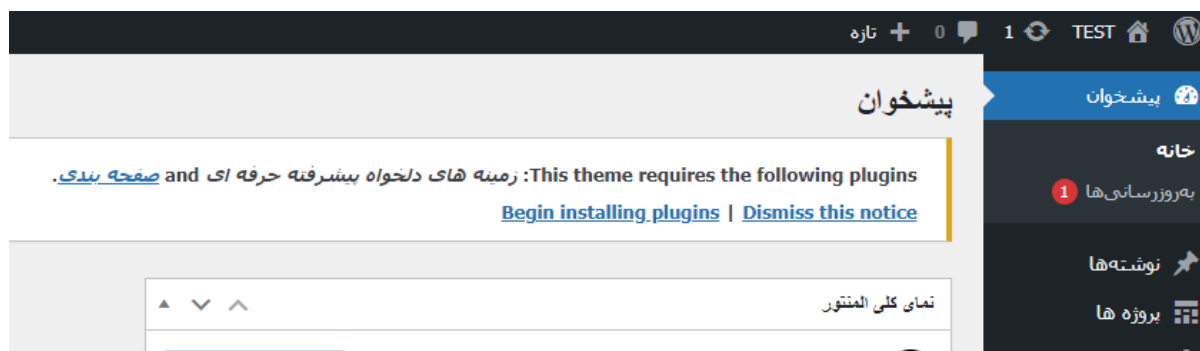 TEST 1 0 تازه
پیشخوان
خانه
به‌روزرسانی‌ها 1
نوشته‌ها
پروژه ها
پیشخوان
This theme requires the following plugins: زمینه های دلخواه پیشرفته حرفه ای and صفحه بندی.
Begin installing plugins | Dismiss this notice
نمای کلی المنتور